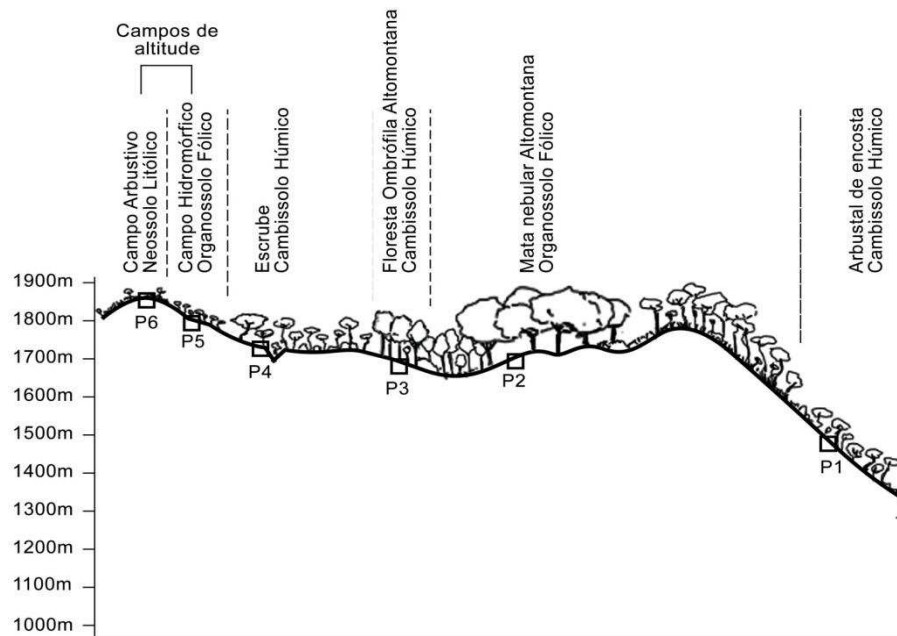 Campos de
altitude
Campo Arbustivo
Neossolo Litólico
Campo Hidromórfico
Organossolo Fólico
Escrube
Cambissolo Húmico
Floresta Ombrófila Altomontana
Cambissolo Húmico
Mata nebular Altomontana
Organossolo Fólico
Arbustal de encosta
Cambissolo Húmico
1900m
1800m
1700m
1600m
1500m
1400m
1300m
1200m
1100m
1000m
P6
P5
P4
P3
P2
P1